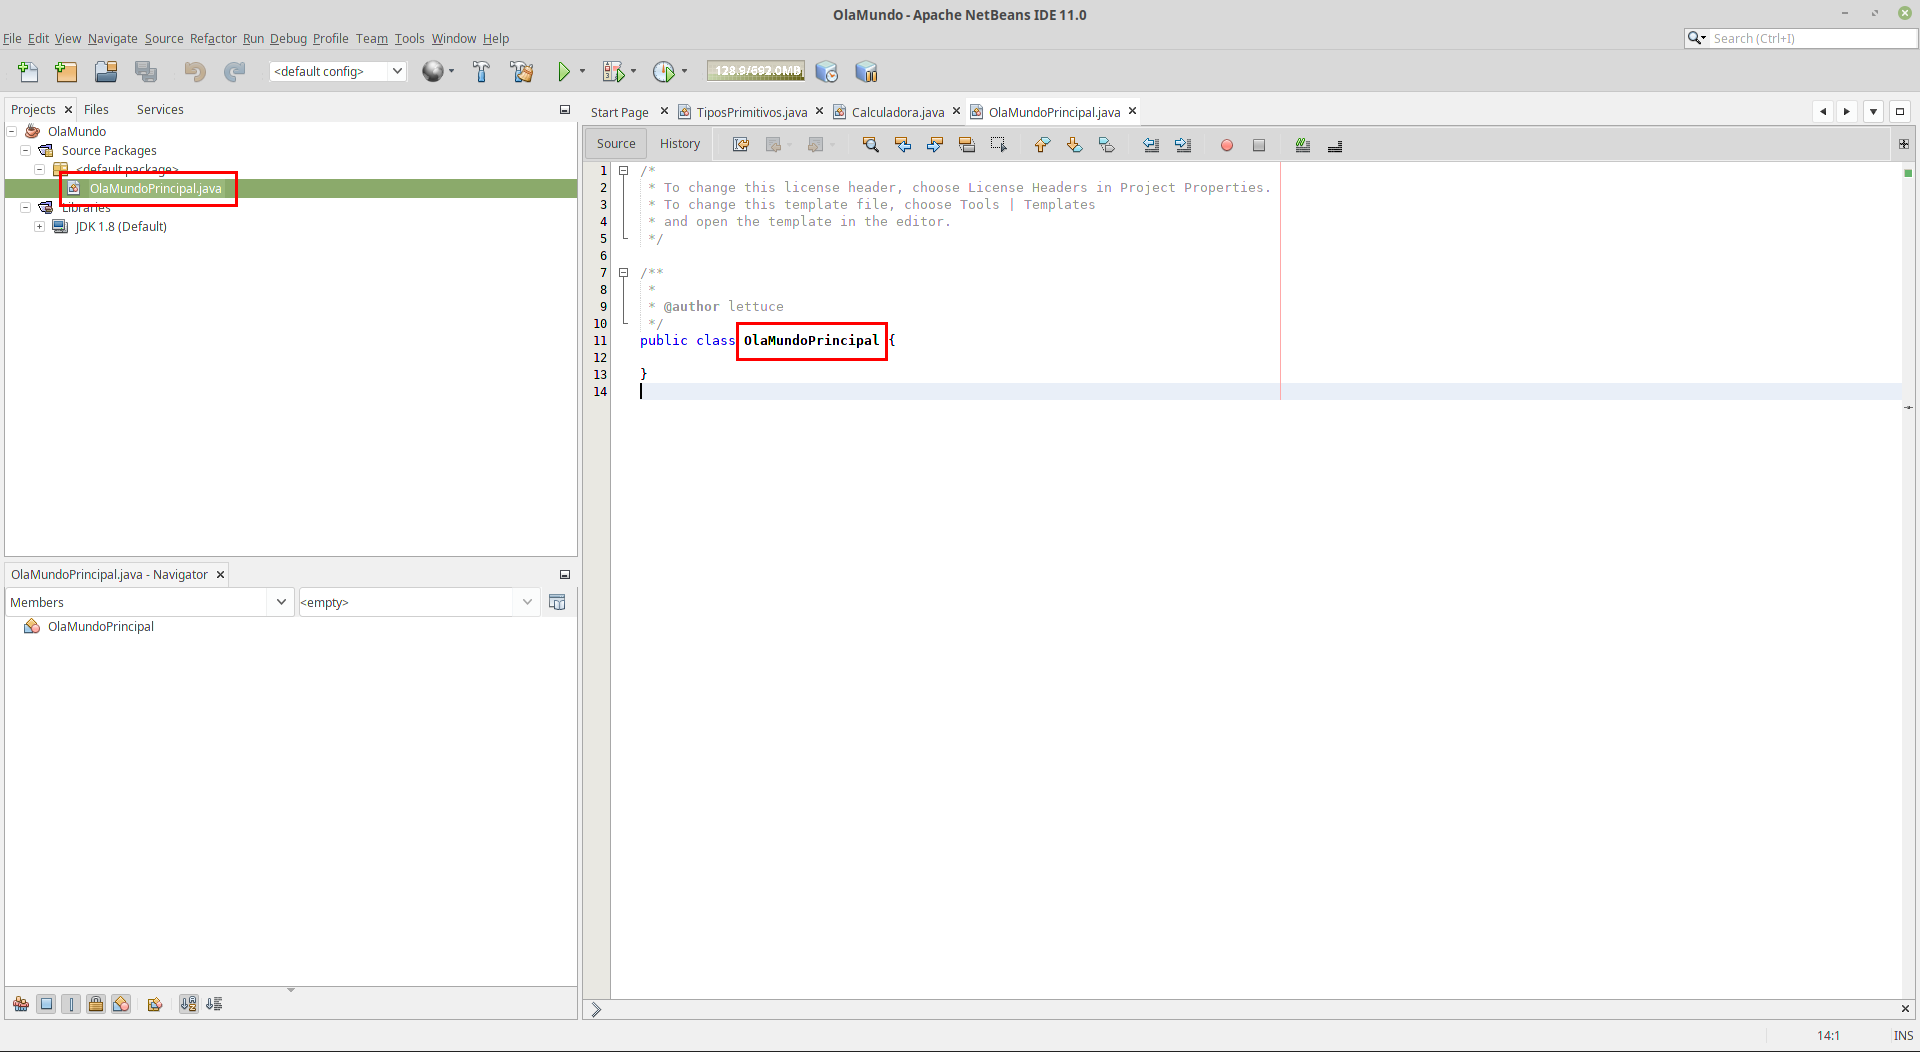 OlaMundo - Apache NetBeans IDE 11.0
File Edit View Navigate Source Refactor Run Debug Profile Team Tools Window Help
Search (Ctrl+I)
<default config>
128.9/692.0MB
Projects Files Services
OlaMundo
Source Packages
<default package>
OlaMundoPrincipal.java
Libraries
JDK 1.8 (Default)
OlaMundoPrincipal.java - Navigator
Members
<empty>
OlaMundoPrincipal
Start Page TiposPrimitivos.java Calculadora.java OlaMundoPrincipal.java
Source History
1 /*
2 * To change this license header, choose License Headers in Project Properties.
3 * To change this template file, choose Tools | Templates
4 * and open the template in the editor.
5 */
6
7 /**
8 *
9 * @author lettuce
10 */
11 public class OlaMundoPrincipal {
12
13 }
14
14:1 INS